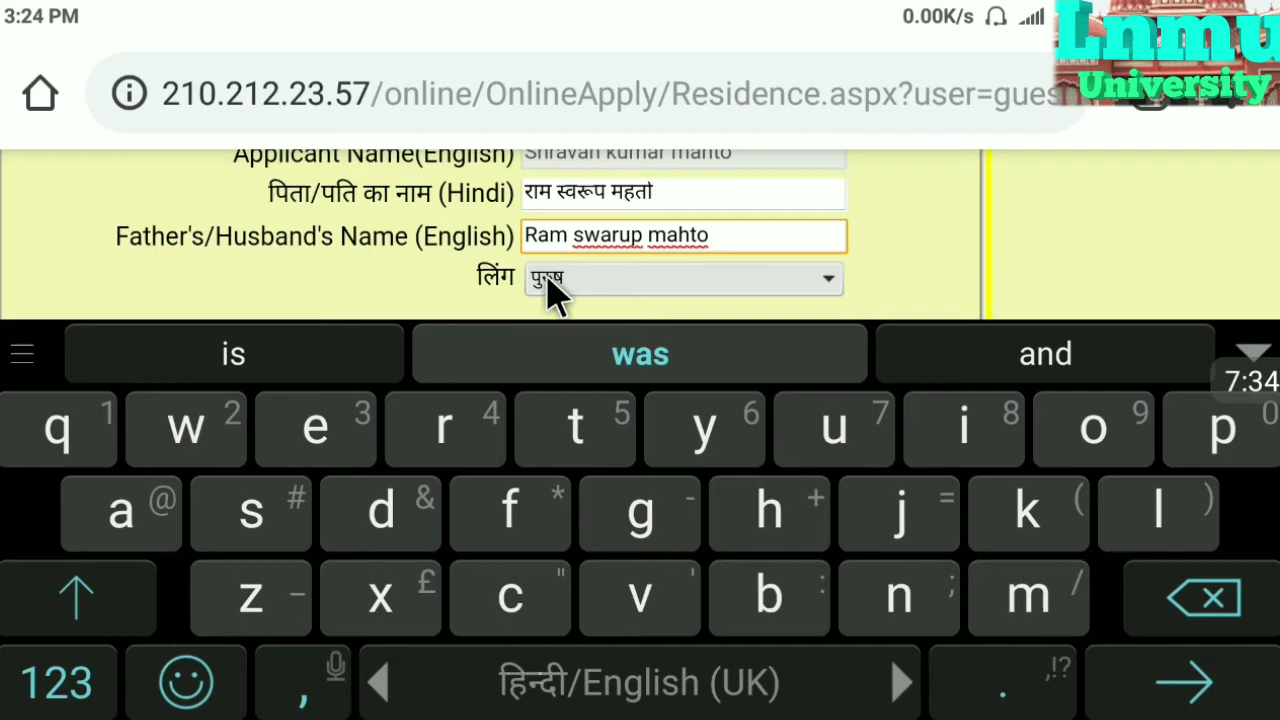 3:24 PM
0.00K/s
Lnmu
University
210.212.23.57/online/OnlineApply/Residence.aspx?user=gues
Applicant Name(English) Shravan kumar mahto
पिता/पति का नाम (Hindi) राम स्वरूप महतो
Father's/Husband's Name (English) Ram swarup mahto
लिंग पुरुष
is was and
7:34
q 1 w 2 e 3 r 4 t 5 y 6 u 7 i 8 o 9 p 0
a @ s # d & f * g - h + j = k ( l )
z _ x £ c " v ' b : n ; m /
123 , हिन्दी/English (UK) . ,!?